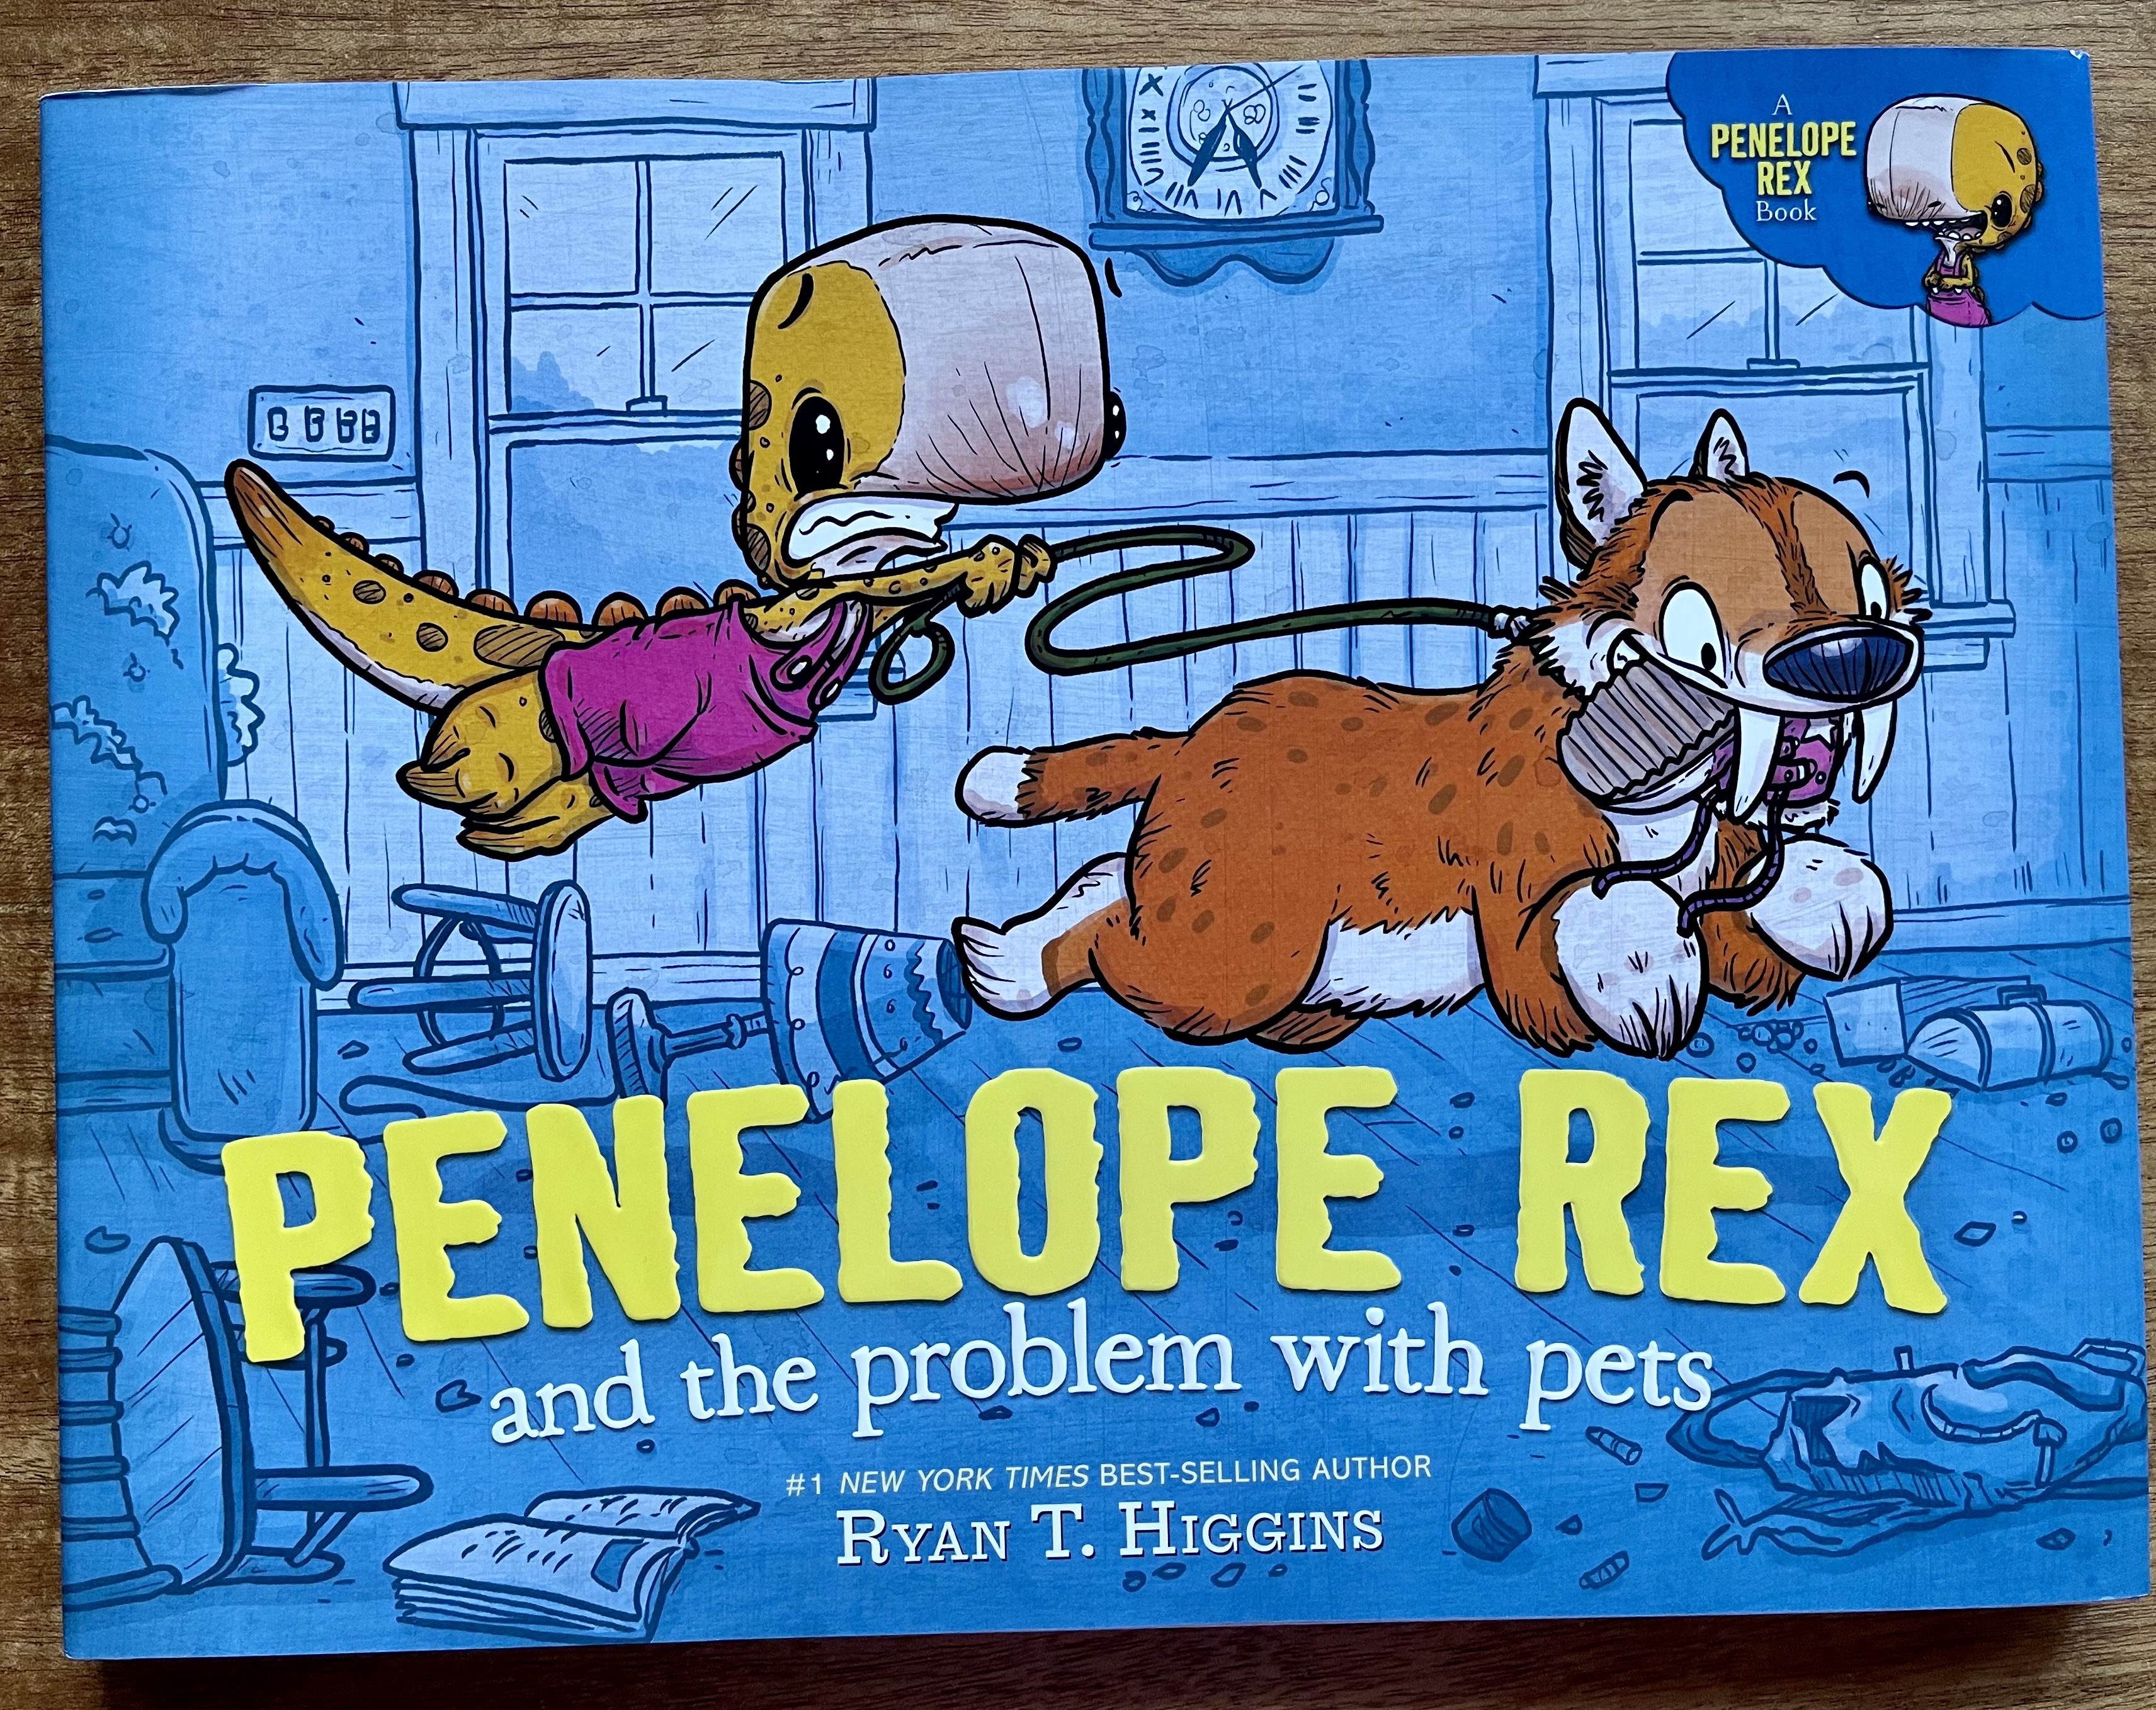 A
PENELOPE
REX
Book
PENELOPE REX
and the problem with pets
#1 NEW YORK TIMES BEST-SELLING AUTHOR
RYAN T. HIGGINS